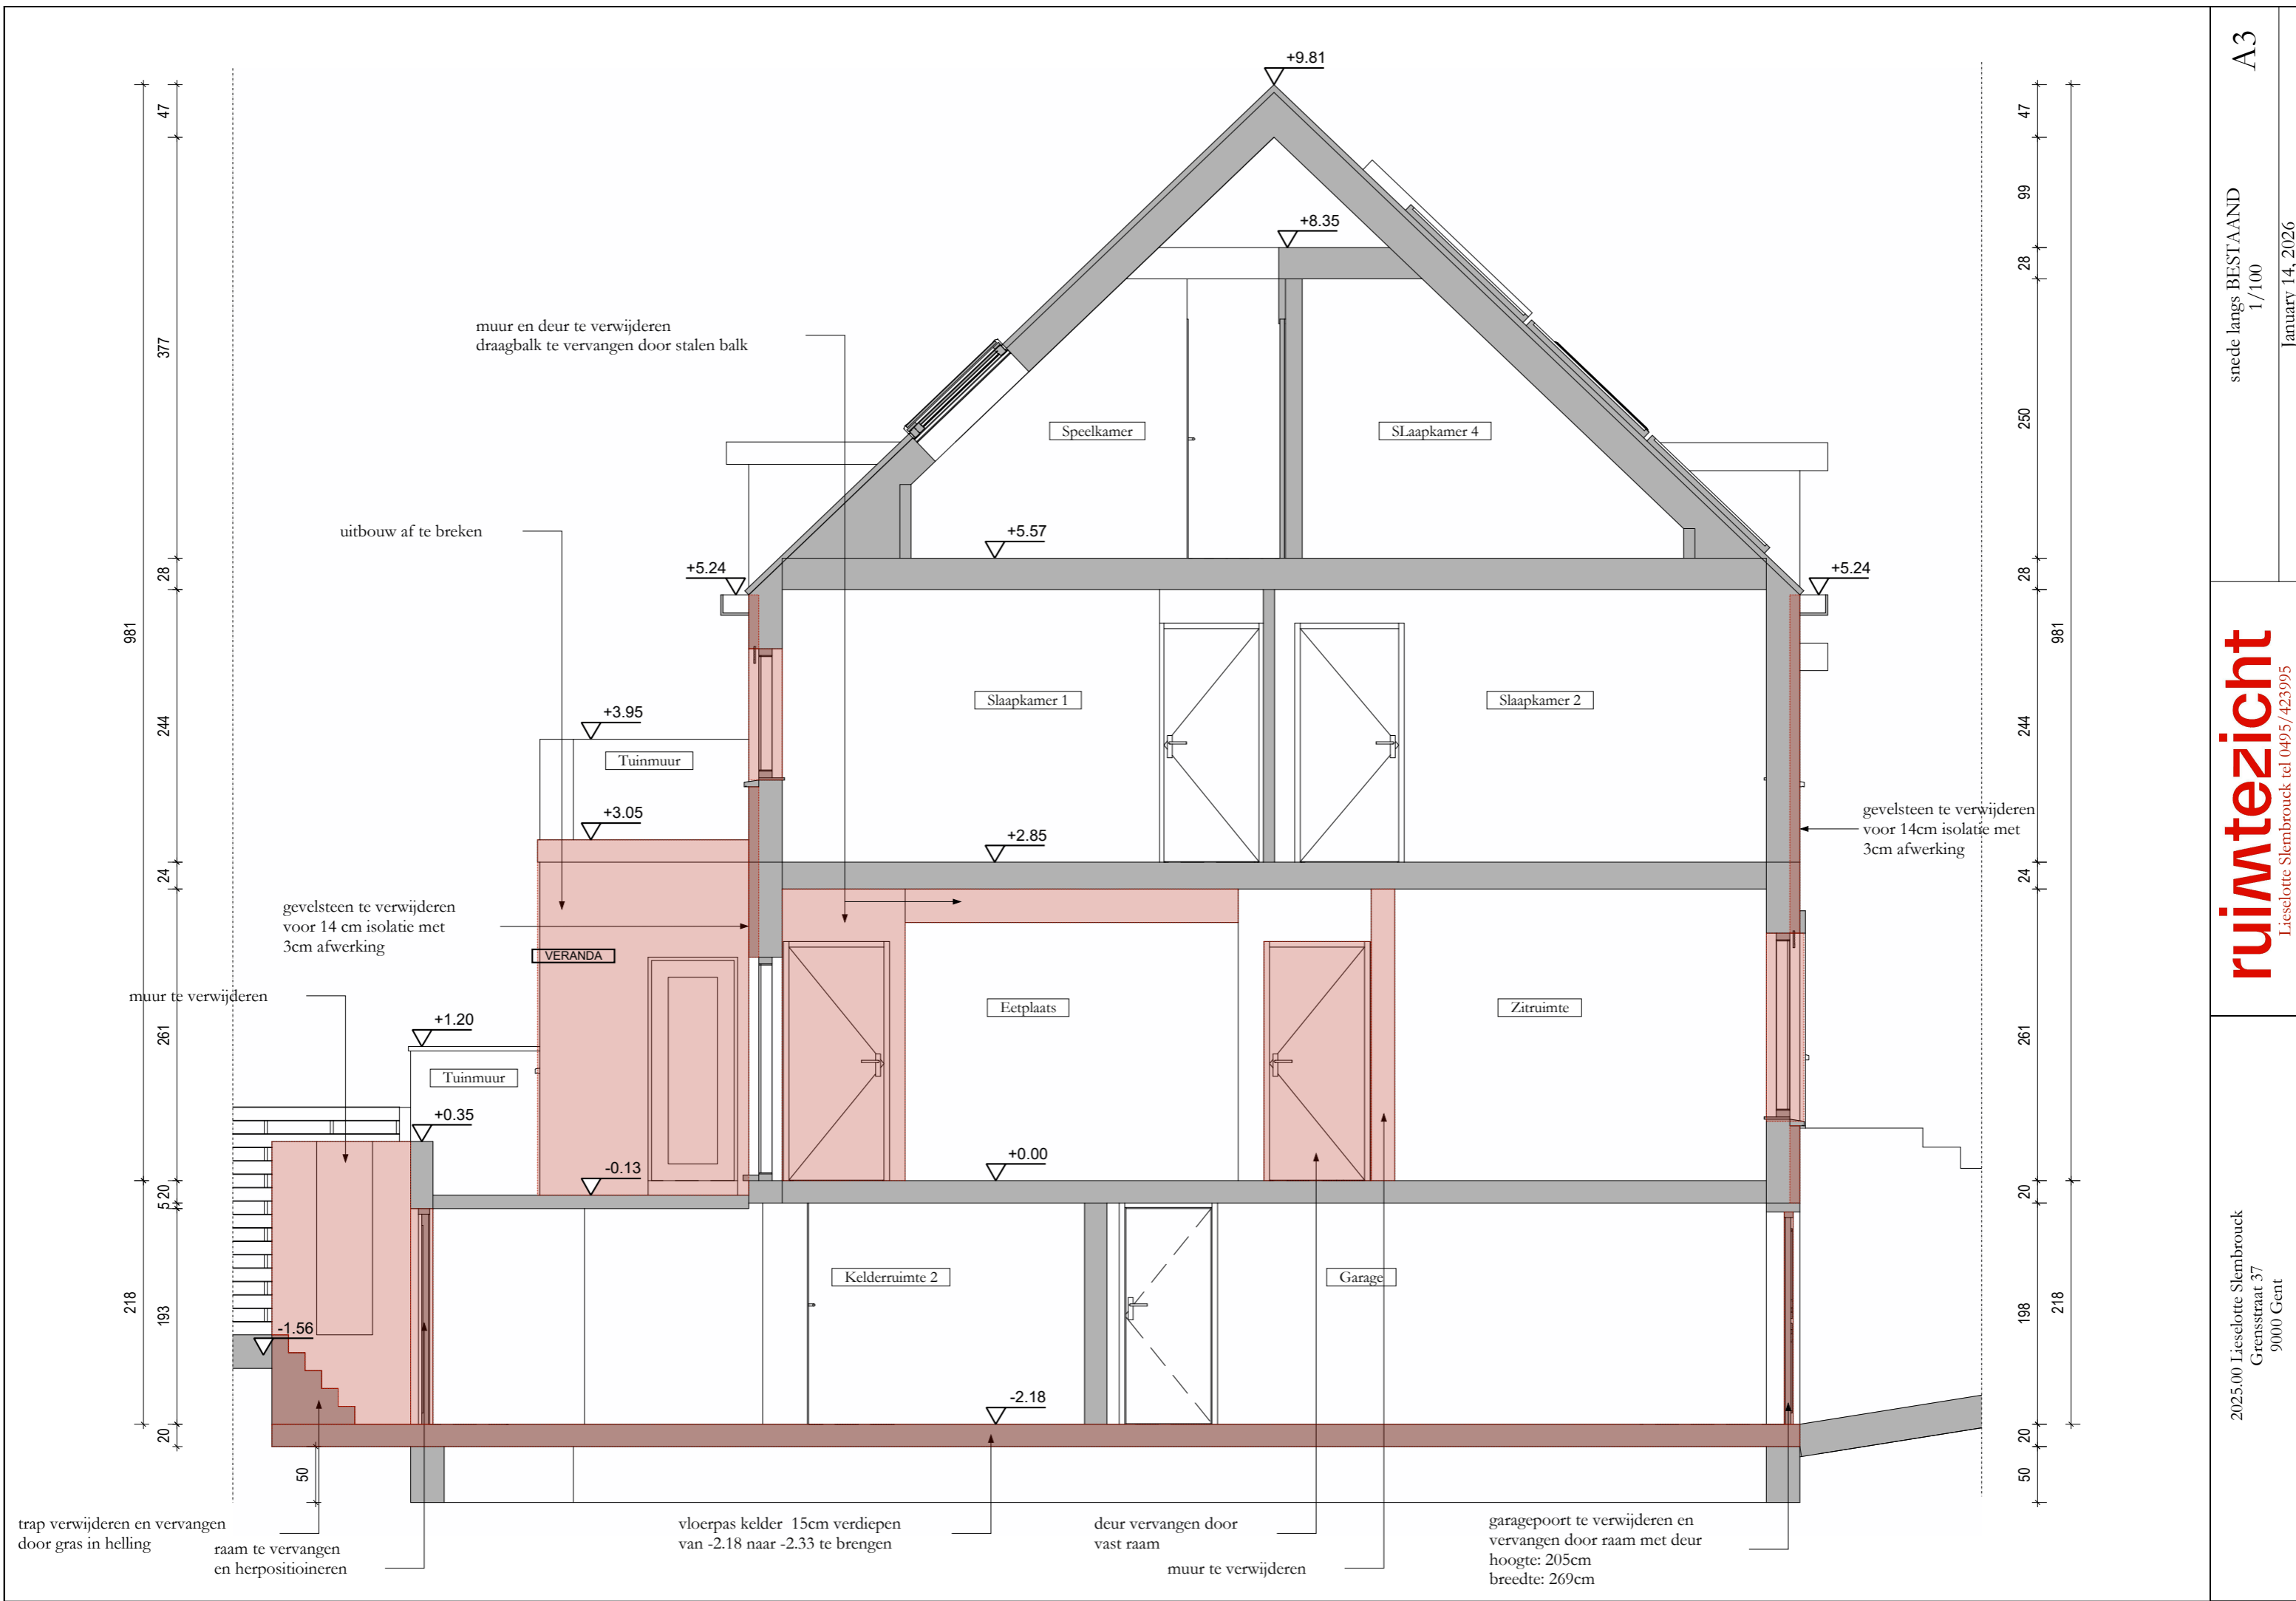 +9.81
+8.35
muur en deur te verwijderen
draagbalk te vervangen door stalen balk
Speelkamer
SLaapkamer 4
uitbouw af te breken
+5.57
+5.24
+5.24
Slaapkamer 1
Slaapkamer 2
+3.95
Tuinmuur
+3.05
+2.85
gevelsteen te verwijderen
voor 14cm isolatie met
3cm afwerking
gevelsteen te verwijderen
voor 14 cm isolatie met
3cm afwerking
VERANDA
muur te verwijderen
Eetplaats
Zitruimte
+1.20
Tuinmuur
+0.35
-0.13
+0.00
Kelderruimte 2
Garage
-1.56
-2.18
trap verwijderen en vervangen
door gras in helling
raam te vervangen
en herpositioineren
vloerpas kelder 15cm verdiepen
van -2.18 naar -2.33 te brengen
deur vervangen door
vast raam
muur te verwijderen
garagepoort te verwijderen en
vervangen door raam met deur
hoogte: 205cm
breedte: 269cm
981
218
47
377
28
244
24
261
20
5
193
20
50
47
99
28
250
28
244
24
261
20
198
20
50
981
218
snede langs BESTAAND
1/100
A3
January 14, 2026
ruimtezicht
Lieselotte Slembrouck tel 0495/423995
2025.00 Lieselotte Slembrouck
Grensstraat 37
9000 Gent